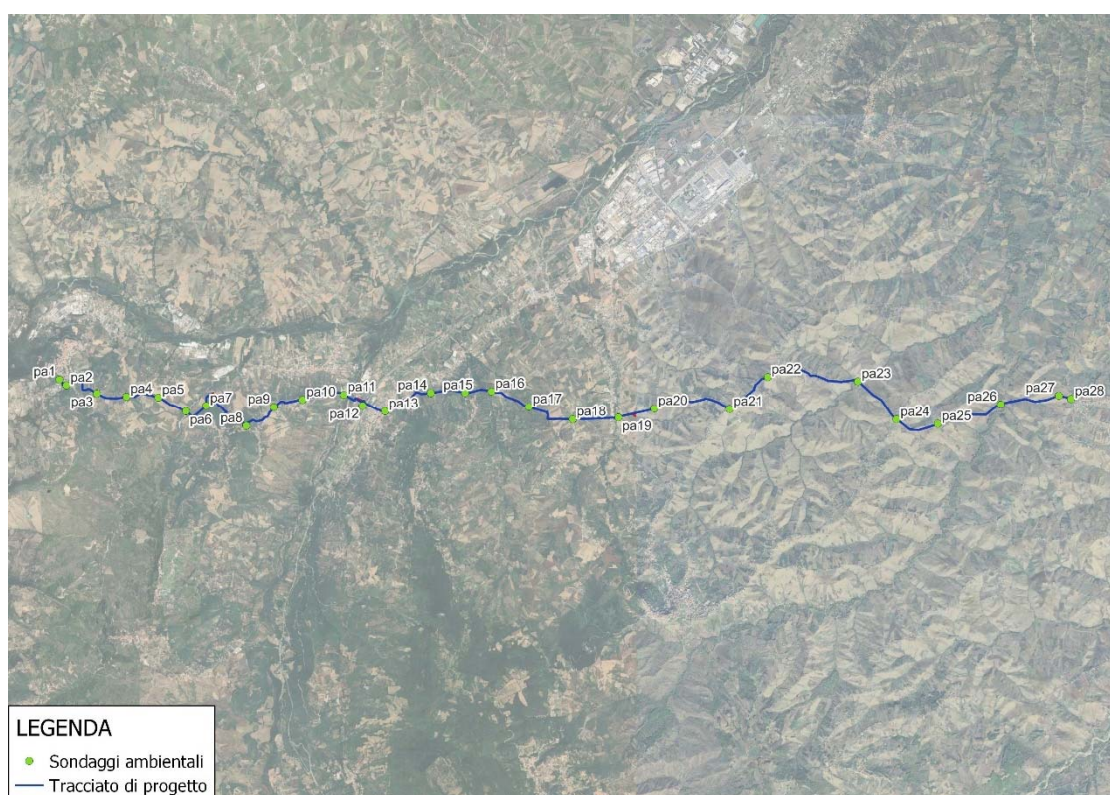 pa1
pa2
pa3
pa4
pa5
pa6
pa7
pa8
pa9
pa10
pa11
pa12
pa13
pa14
pa15
pa16
pa17
pa18
pa19
pa20
pa21
pa22
pa23
pa24
pa25
pa26
pa27
pa28
LEGENDA
Sondaggi ambientali
Tracciato di progetto